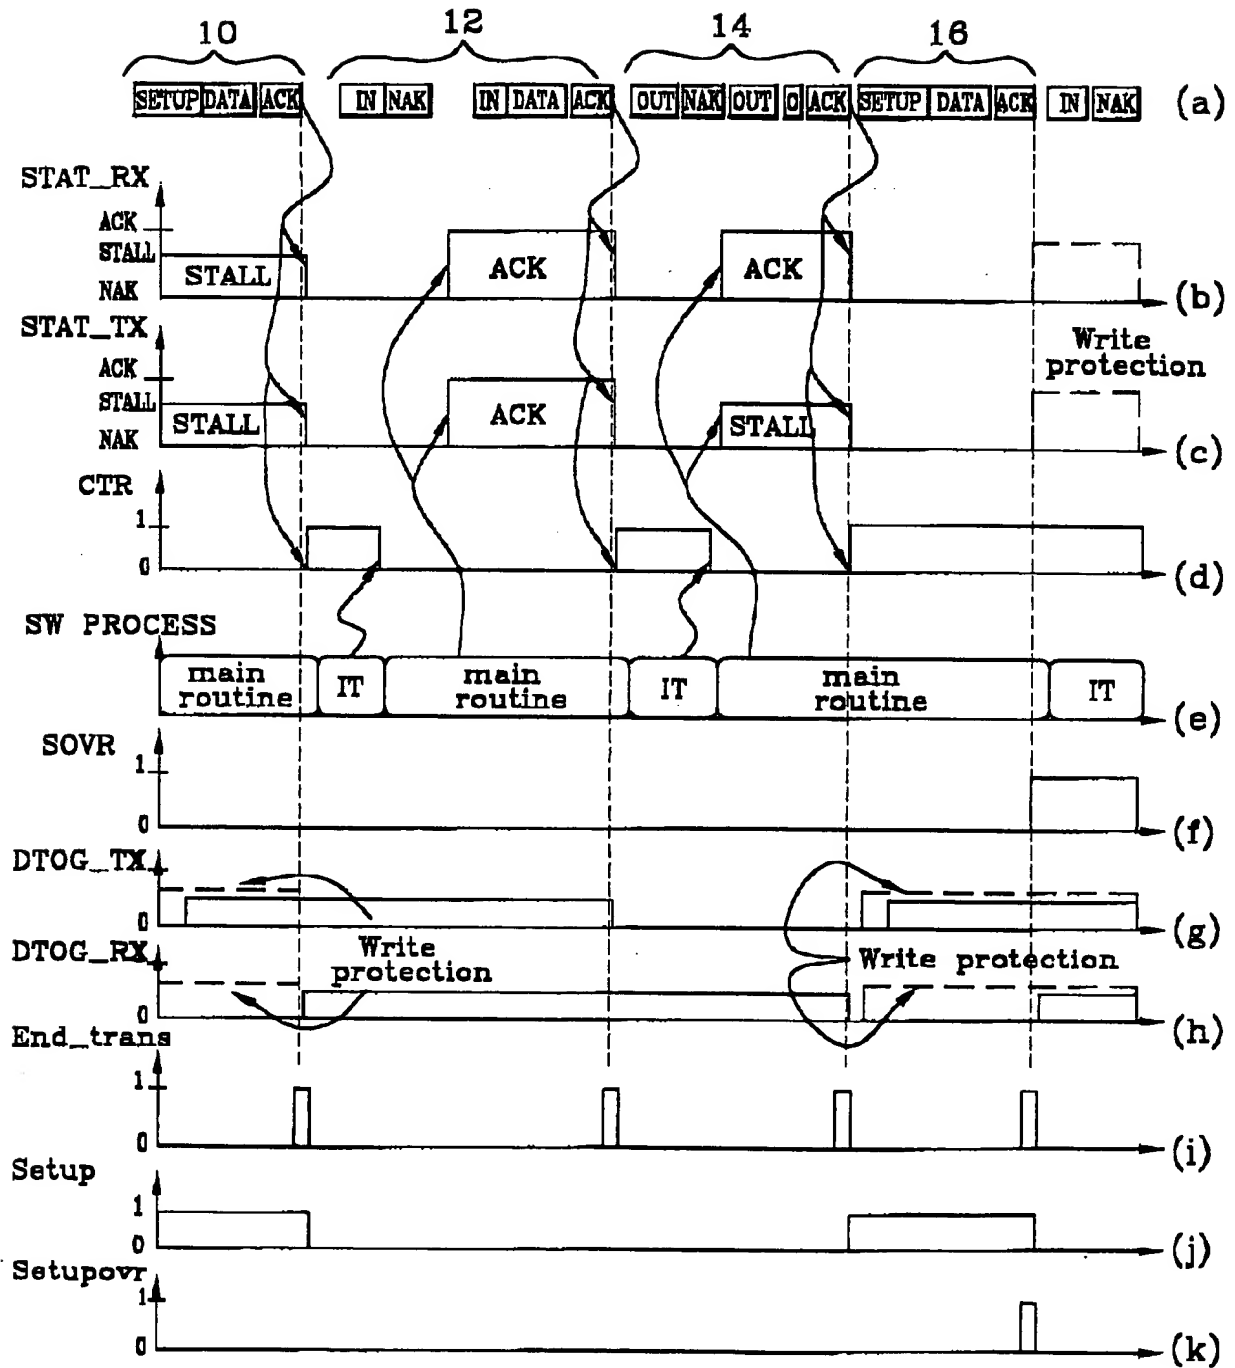 10 12 14 16
SETUP DATA ACK IN NAK IN DATA ACK OUT NAK OUT 0 ACK SETUP DATA ACK IN NAK (a)
STAT_RX
ACK
STALL
NAK
STALL ACK ACK
(b)
STAT_TX
ACK
STALL
NAK
STALL ACK STALL
Write
protection
(c)
CTR
1
0
(d)
SW PROCESS
main
routine
IT
main
routine
IT
main
routine
IT
(e)
SOVR
1
0
(f)
DTOG_TX
0
(g)
Write
protection
Write protection
DTOG_RX
0
(h)
End_trans
1
0
(i)
Setup
1
0
(j)
Setupovr
1
0
(k)